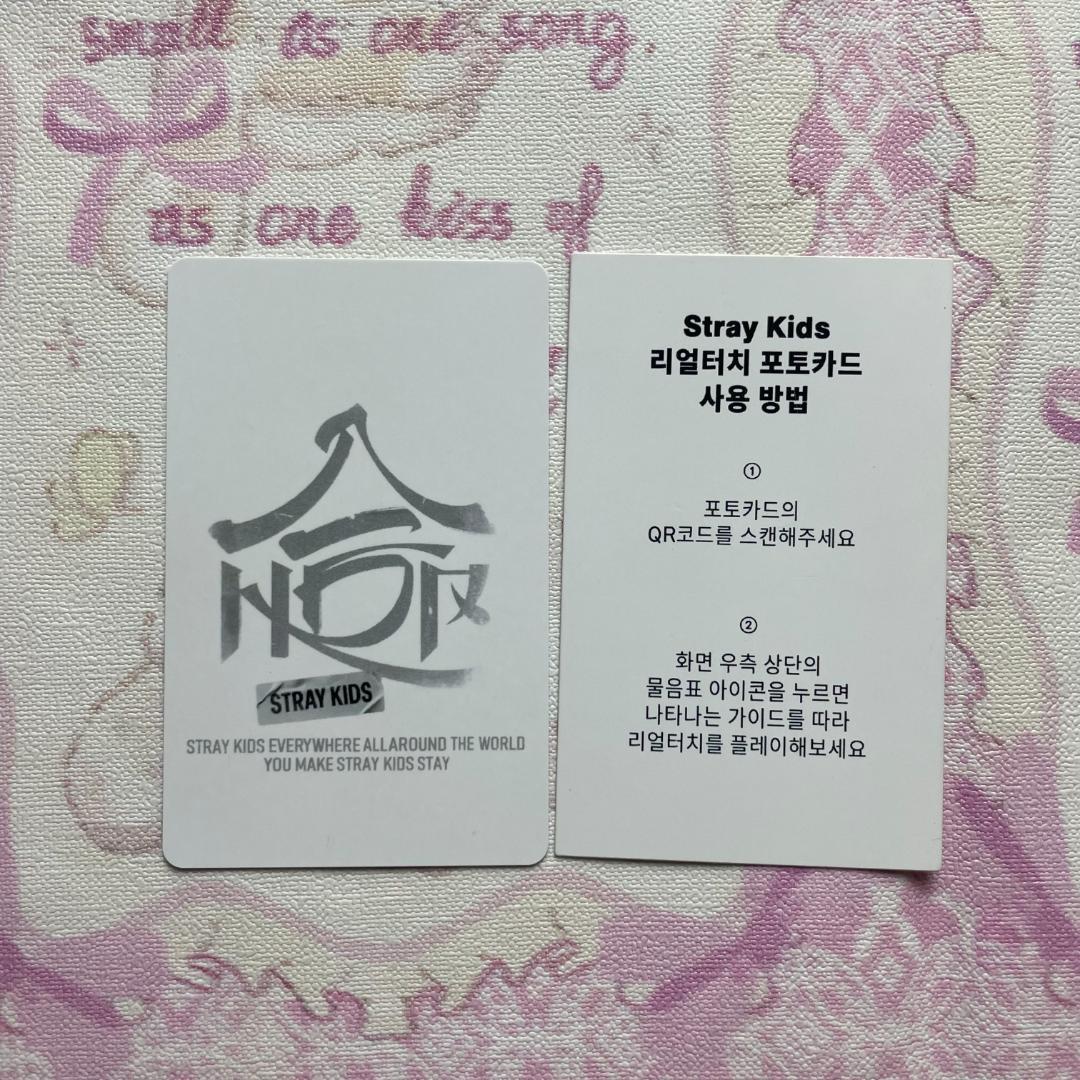 small as one song.
as one kiss of
STRAY KIDS
STRAY KIDS EVERYWHERE ALL AROUND THE WORLD
YOU MAKE STRAY KIDS STAY
Stray Kids
리얼터치 포토카드
사용 방법
①
포토카드의
QR코드를 스캔해주세요
②
화면 우측 상단의
물음표 아이콘을 누르면
나타나는 가이드를 따라
리얼터치를 플레이해보세요